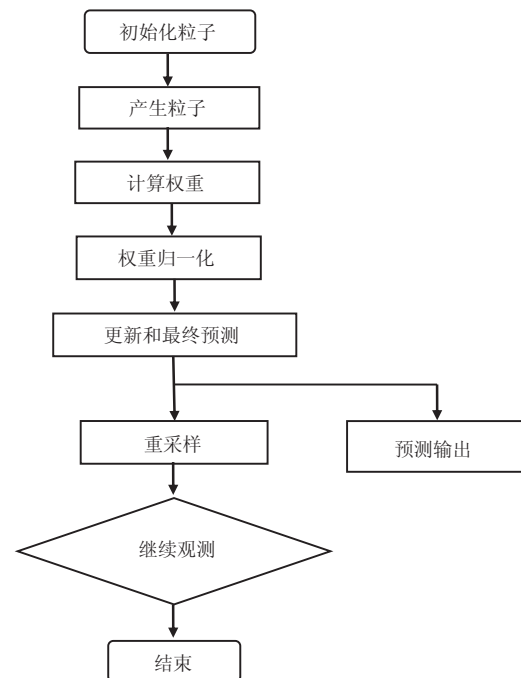 初始化粒子
产生粒子
计算权重
权重归一化
更新和最终预测
重采样
预测输出
继续观测
结束